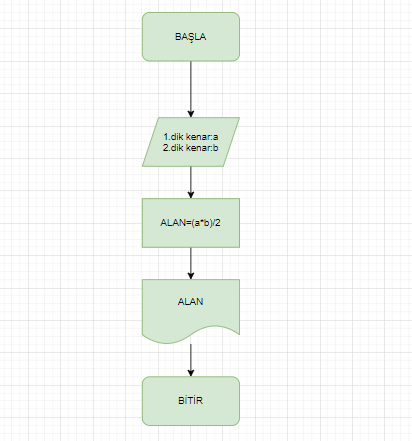 BAŞLA
1.dik kenar:a
2.dik kenar:b
ALAN=(a*b)/2
ALAN
BİTİR